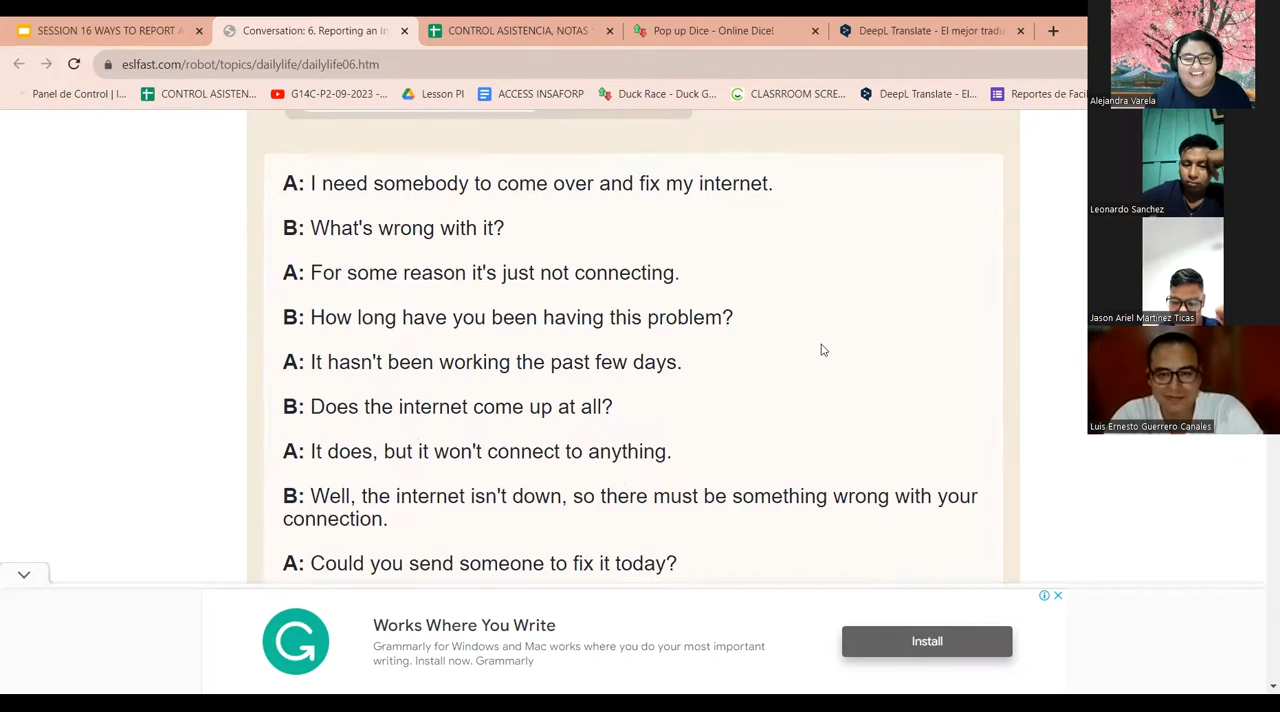 SESSION 16 WAYS TO REPORT A
Conversation: 6. Reporting an In
CONTROL ASISTENCIA, NOTAS Y
Pop up Dice - Online Dice!
DeepL Translate - El mejor tradu
eslfast.com/robot/topics/dailylife/dailylife06.htm
Panel de Control | I...
CONTROL ASISTEN...
G14C-P2-09-2023 -...
Lesson PI
ACCESS INSAFORP
Duck Race - Duck G...
CLASRROOM SCRE...
DeepL Translate - El...
Reportes de Facil
Alejandra Varela
Leonardo Sanchez
Jason Ariel Martínez Ticas
Luis Ernesto Guerrero Canales
A: I need somebody to come over and fix my internet.
B: What's wrong with it?
A: For some reason it's just not connecting.
B: How long have you been having this problem?
A: It hasn't been working the past few days.
B: Does the internet come up at all?
A: It does, but it won't connect to anything.
B: Well, the internet isn't down, so there must be something wrong with your
connection.
A: Could you send someone to fix it today?
Works Where You Write
Grammarly for Windows and Mac works where you do your most important
writing. Install now. Grammarly
Install